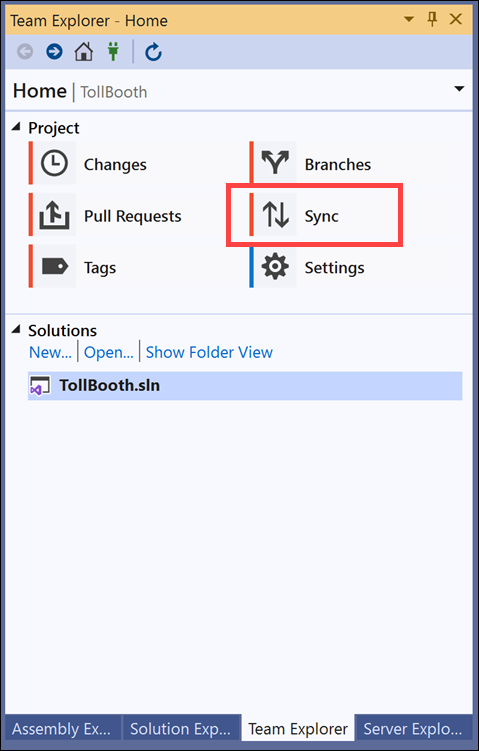 Team Explorer - Home
Home | TollBooth
Project
Changes
Branches
Pull Requests
Sync
Tags
Settings
Solutions
New... | Open... | Show Folder View
TollBooth.sln
Assembly Ex... Solution Exp... Team Explorer Server Explo...